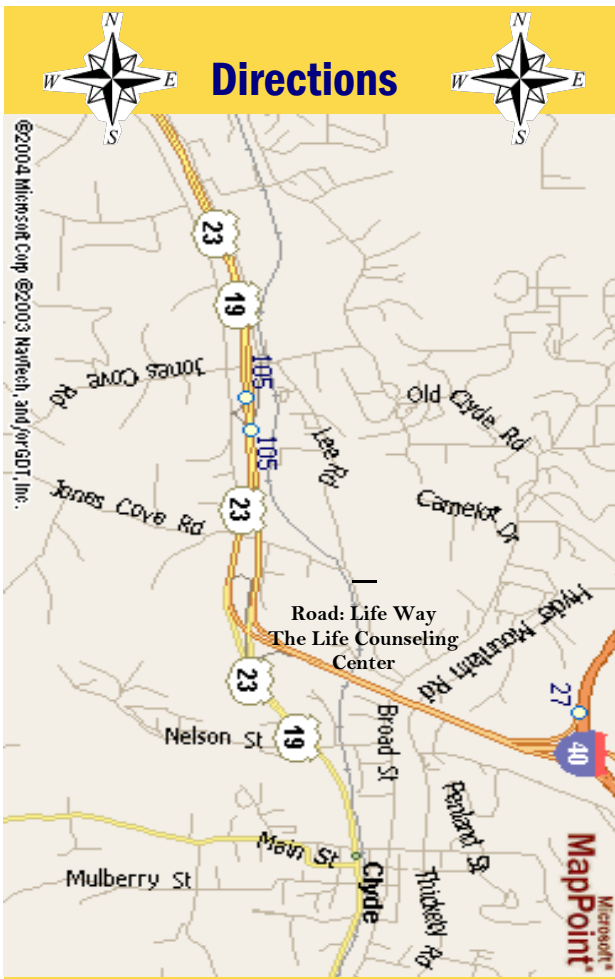 N
W E
S
Directions
N
W E
S
©2004 Microsoft Corp ©2003 NavTech, and/or GDT, Inc.
23
19
105
Jones Cove Rd
105
Old Clyde Rd
Lee Rd
Jones Cove Rd
23
Camelot Dr
Road: Life Way
The Life Counseling
Center
Hyder Mountain Rd
23
27
40
Nelson St
19
Broad St
Penland St
Main St
Clyde
Mulberry St
Thickety Rd
Microsoft®
MapPoint®